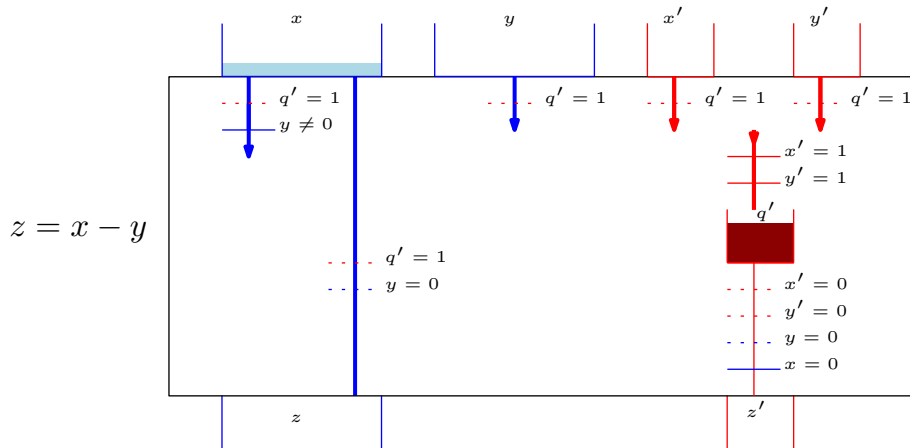 x y x′ y′
q′ = 1 q′ = 1 q′ = 1 q′ = 1
y ≠ 0
x′ = 1
y′ = 1
q′
z = x − y
q′ = 1
y = 0
x′ = 0
y′ = 0
y = 0
x = 0
z z′